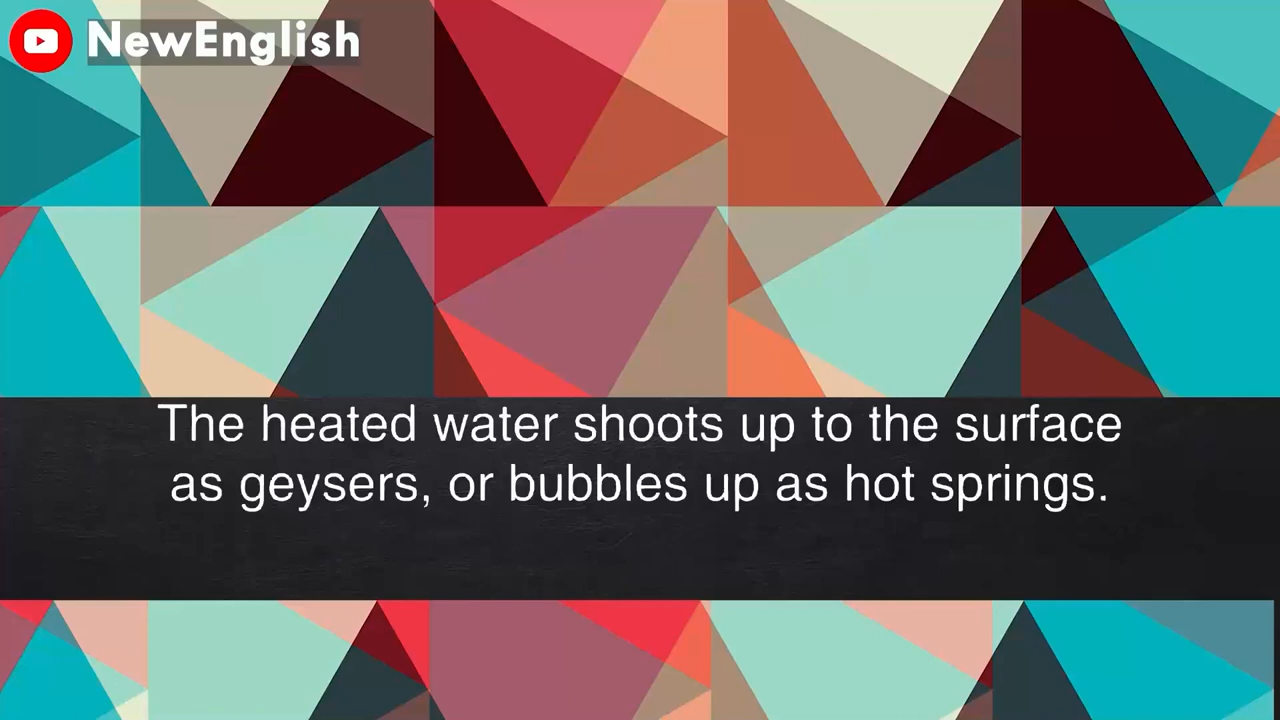 NewEnglish
The heated water shoots up to the surface
as geysers, or bubbles up as hot springs.